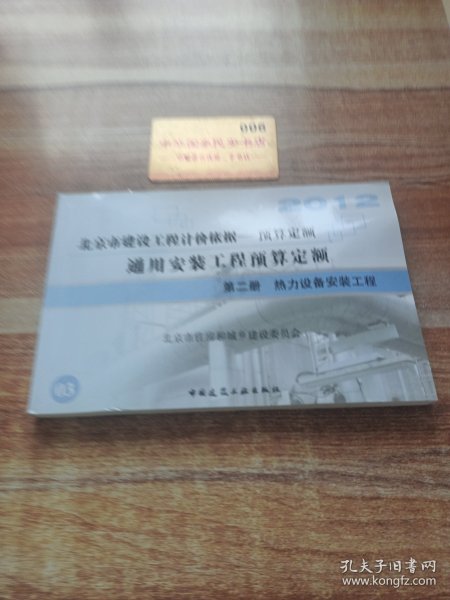 008
2012
北京市建设工程计价依据——预算定额
通用安装工程预算定额
第二册 热力设备安装工程
北京市住房和城乡建设委员会
03
中国建筑工业出版社
孔夫子旧书网
www.kongfz.com